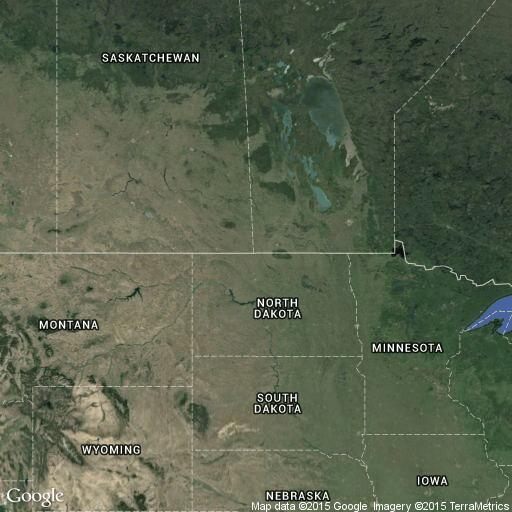 SASKATCHEWAN
NORTH
DAKOTA
MONTANA
MINNESOTA
SOUTH
DAKOTA
WYOMING
IOWA
NEBRASKA
Google
Map data ©2015 Google Imagery ©2015 TerraMetrics